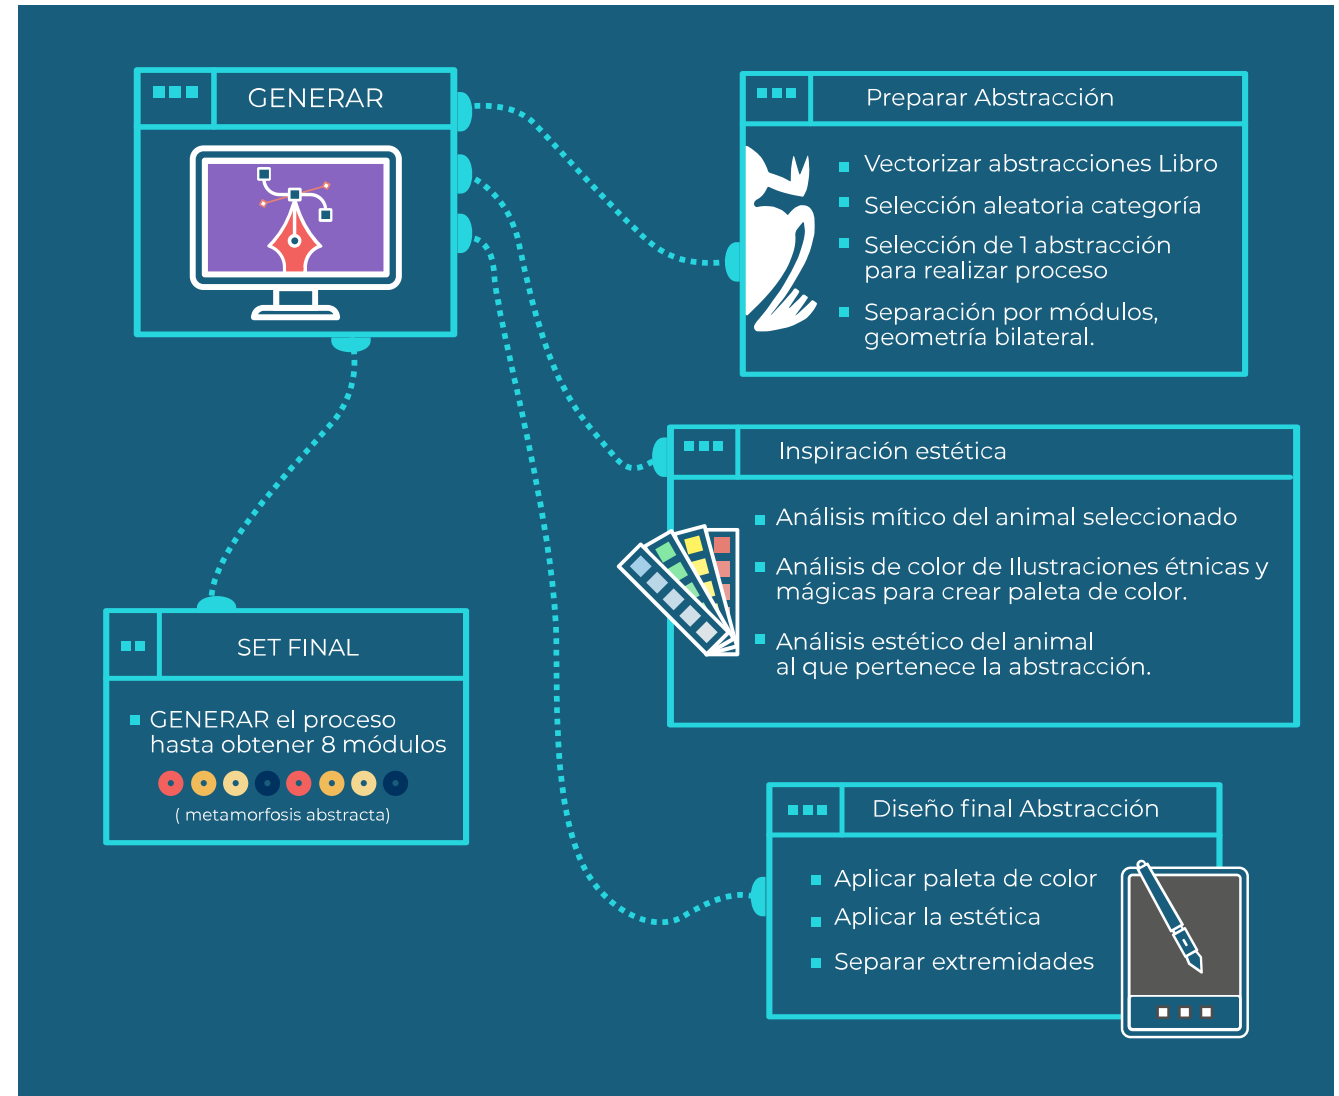 GENERAR
Preparar Abstracción
Vectorizar abstracciones Libro
Selección aleatoria categoría
Selección de 1 abstracción
para realizar proceso
Separación por módulos,
geometría bilateral.
Inspiración estética
Análisis mítico del animal seleccionado
Análisis de color de Ilustraciones étnicas y
mágicas para crear paleta de color.
Análisis estético del animal
al que pertenece la abstracción.
SET FINAL
GENERAR el proceso
hasta obtener 8 módulos
( metamorfosis abstracta)
Diseño final Abstracción
Aplicar paleta de color
Aplicar la estética
Separar extremidades